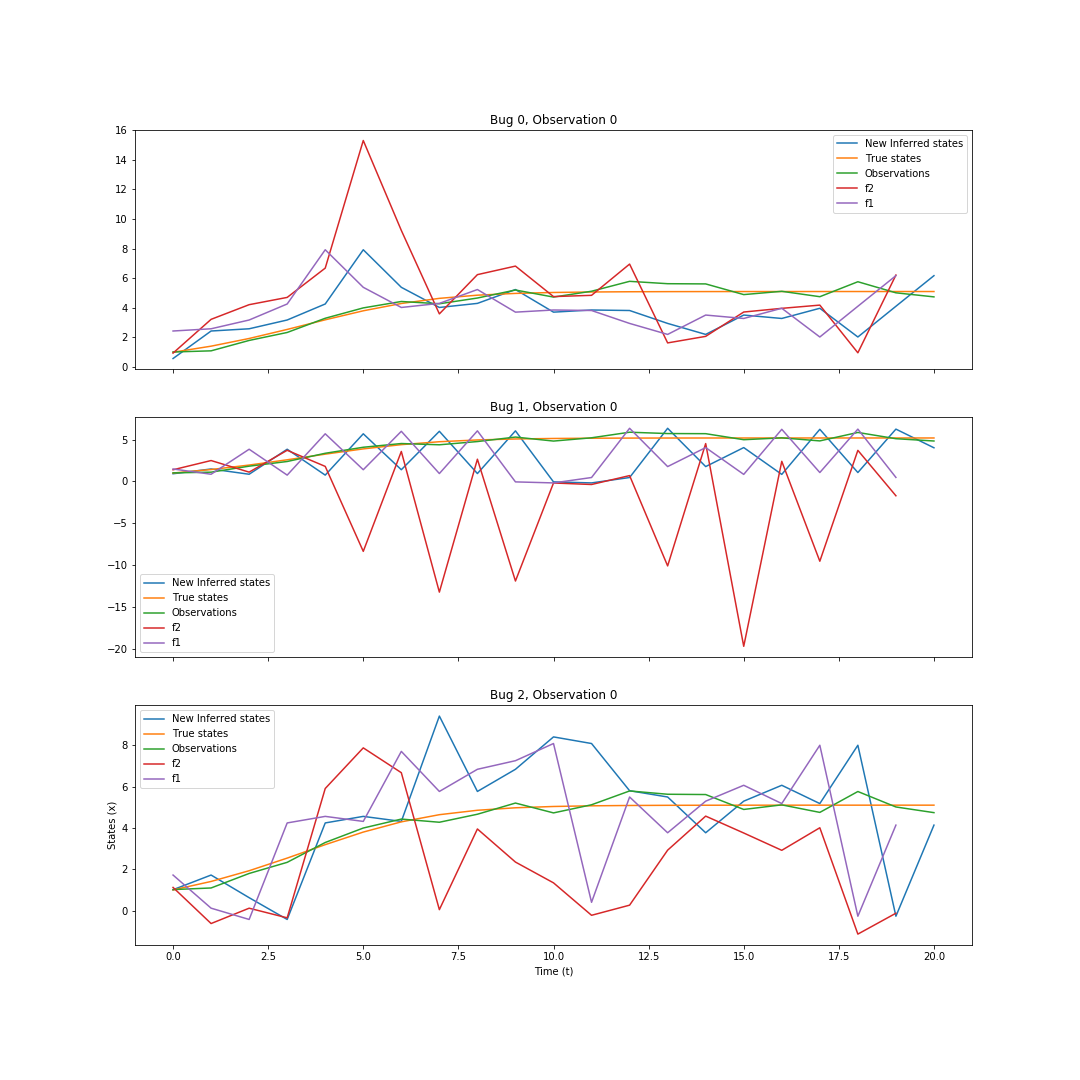 Bug 0, Observation 0
16
14
12
10
8
6
4
2
0
New Inferred states
True states
Observations
f2
f1
Bug 1, Observation 0
5
0
−5
−10
−15
−20
New Inferred states
True states
Observations
f2
f1
Bug 2, Observation 0
8
6
4
2
0
States (x)
New Inferred states
True states
Observations
f2
f1
0.0 2.5 5.0 7.5 10.0 12.5 15.0 17.5 20.0
Time (t)